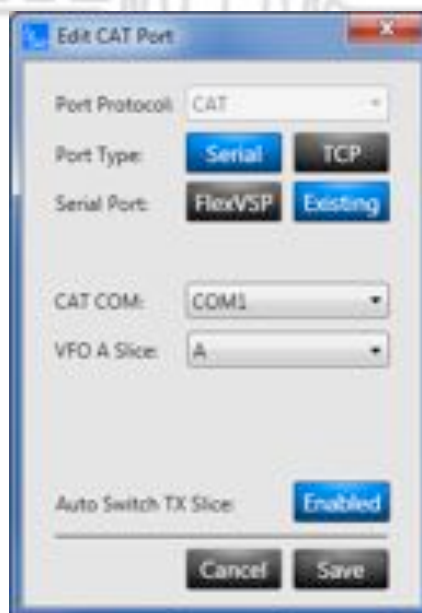 Edit CAT Port
Port Protocol: CAT
Port Type: Serial TCP
Serial Port: FlexVSP Existing
CAT COM: COM1
VFO A Slice: A
Auto Switch TX Slice: Enabled
Cancel Save